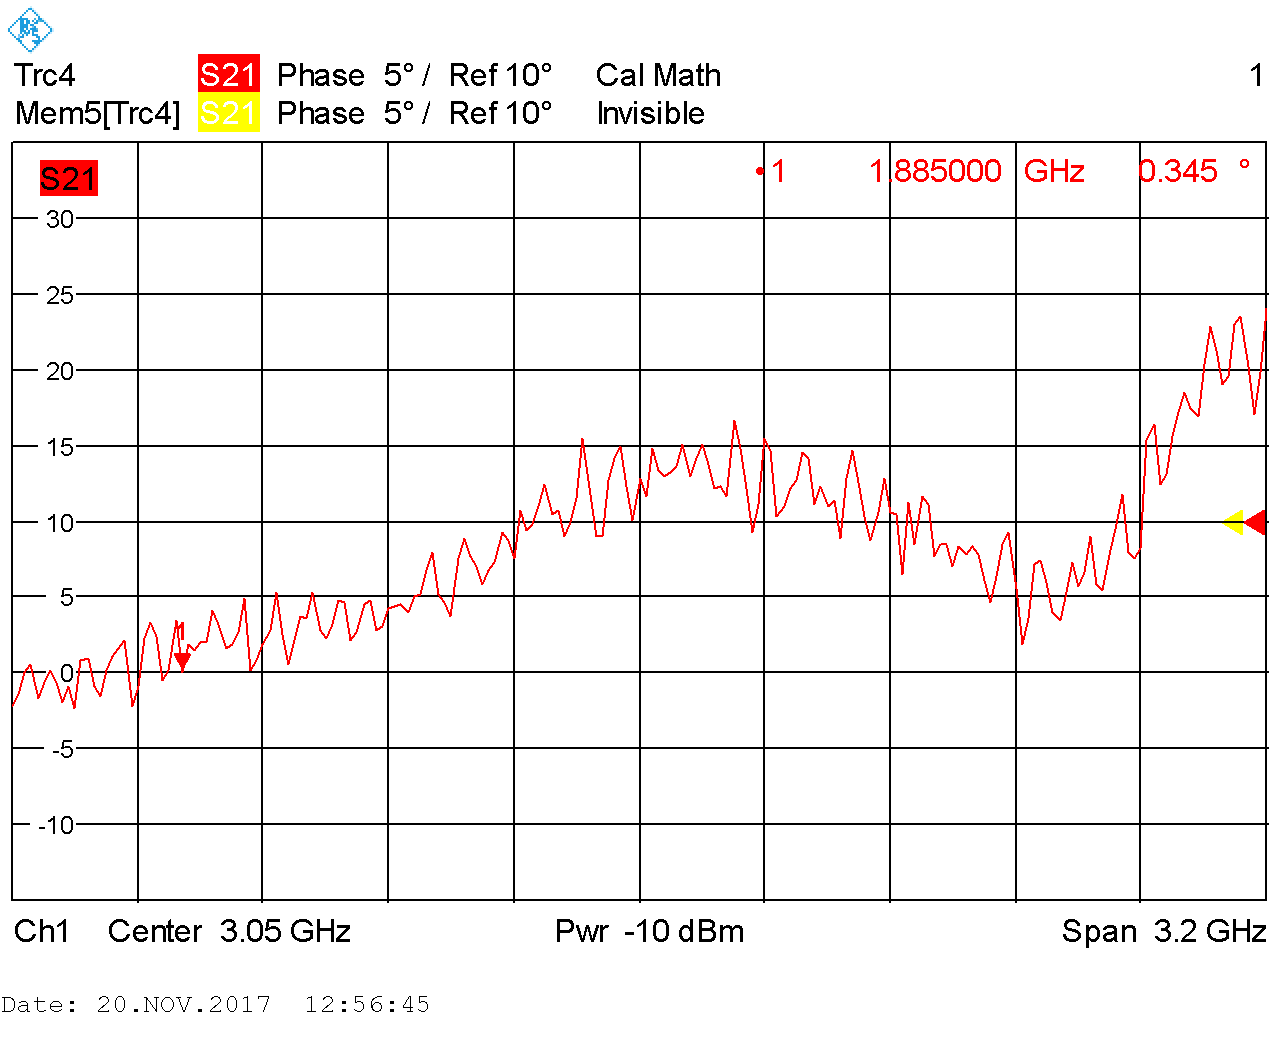 R S
Trc4 S21 Phase 5° / Ref 10° Cal Math 1
Mem5[Trc4] S21 Phase 5° / Ref 10° Invisible
S21 •1 1.885000 GHz 0.345 °
30
25
20
15
10
5
0
-5
-10
Ch1 Center 3.05 GHz Pwr -10 dBm Span 3.2 GHz
Date: 20.NOV.2017 12:56:45